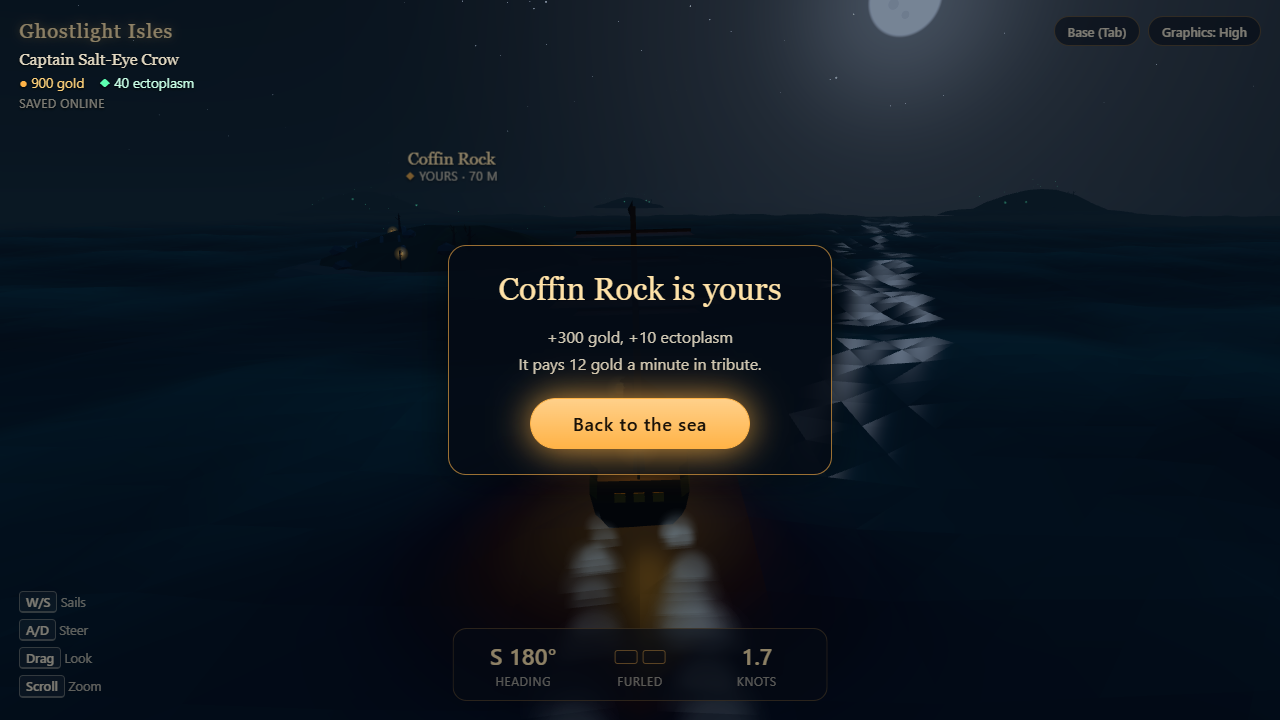 Ghostlight Isles
Captain Salt-Eye Crow
900 gold 40 ectoplasm
SAVED ONLINE
Base (Tab) Graphics: High
Coffin Rock
YOURS · 70 M
Coffin Rock is yours
+300 gold, +10 ectoplasm
It pays 12 gold a minute in tribute.
Back to the sea
W/S Sails
A/D Steer
Drag Look
Scroll Zoom
S 180° 1.7
HEADING FURLED KNOTS